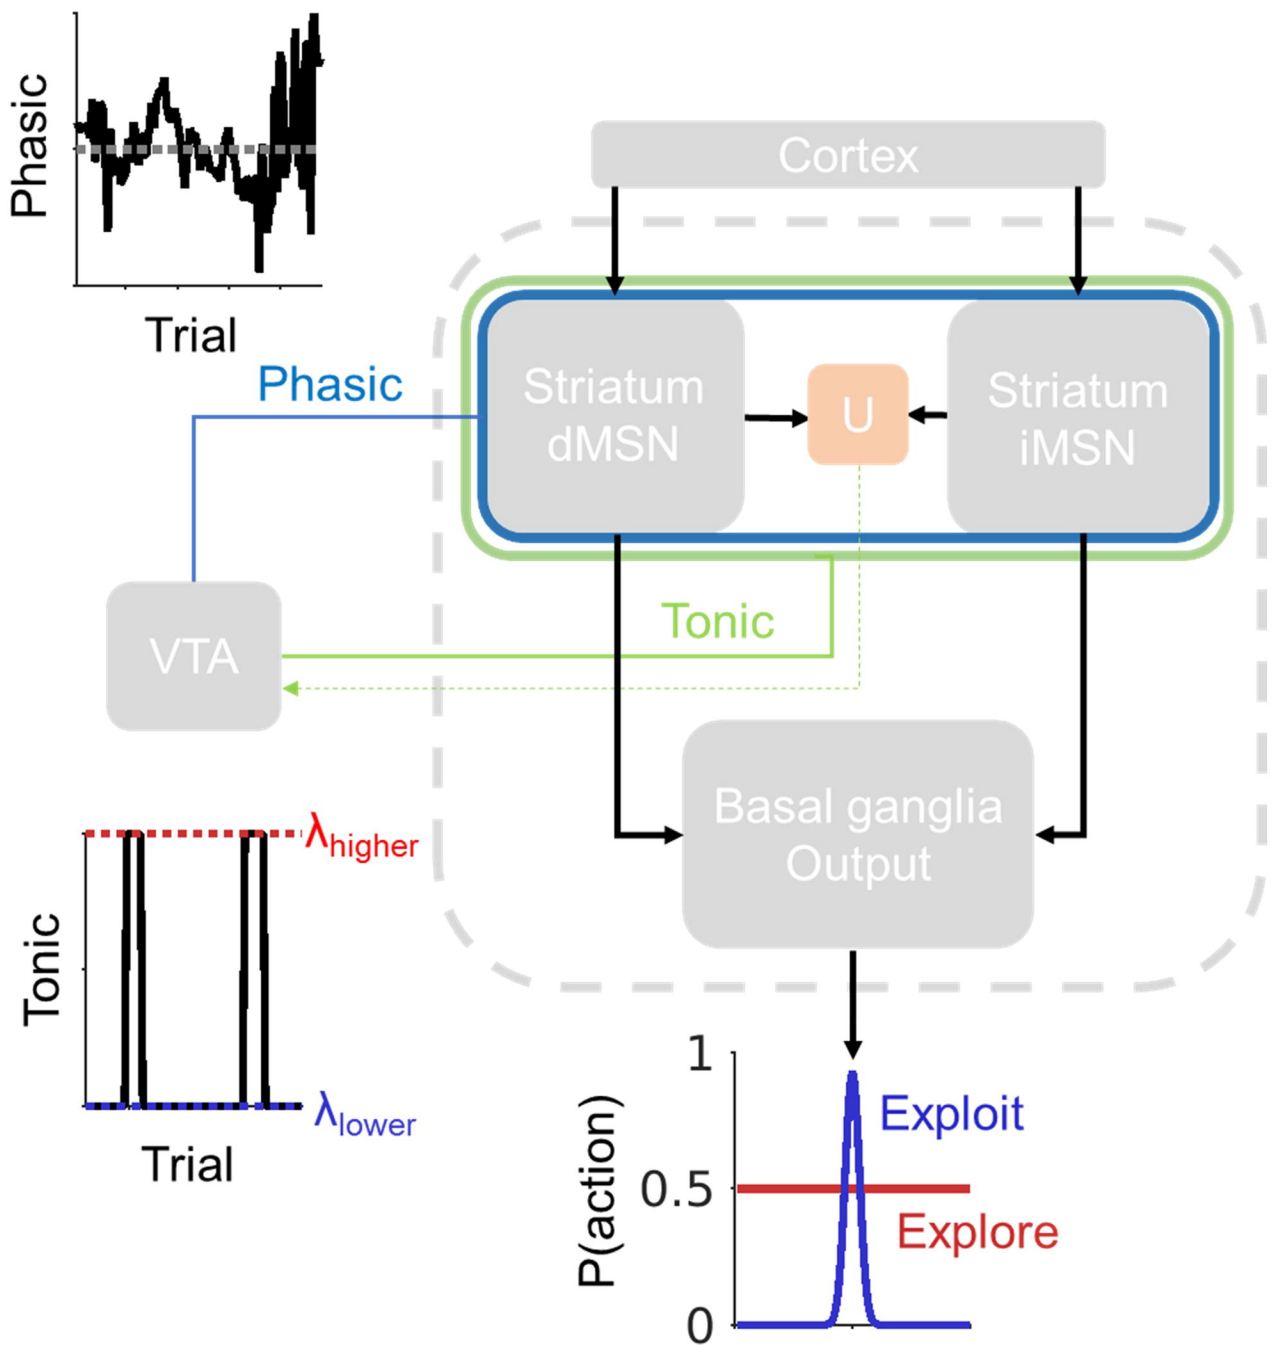 Phasic
Trial
Cortex
Phasic
Striatum
dMSN
U
Striatum
iMSN
Tonic
VTA
Basal ganglia
Output
Tonic
λhigher
λlower
Trial
P(action)
1
0.5
0
Exploit
Explore